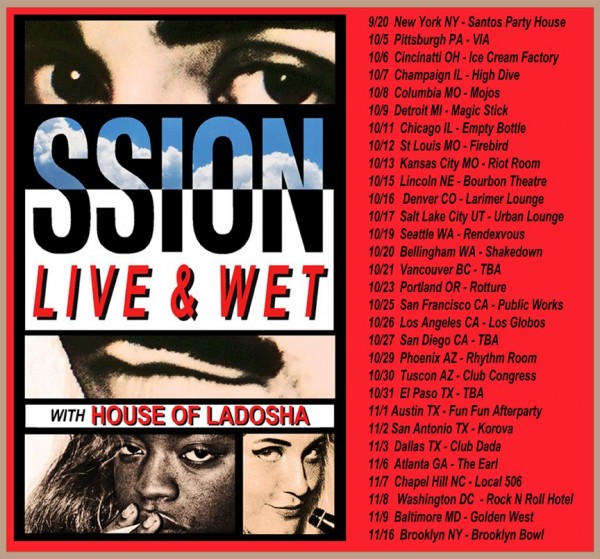 SSION
LIVE & WET
WITH HOUSE OF LADOSHA
9/20 New York NY - Santos Party House
10/5 Pittsburgh PA - VIA
10/6 Cincinatti OH - Ice Cream Factory
10/7 Champaign IL - High Dive
10/8 Columbia MO - Mojos
10/9 Detroit MI - Magic Stick
10/11 Chicago IL - Empty Bottle
10/12 St Louis MO - Firebird
10/13 Kansas City MO - Riot Room
10/15 Lincoln NE - Bourbon Theatre
10/16 Denver CO - Larimer Lounge
10/17 Salt Lake City UT - Urban Lounge
10/19 Seattle WA - Rendexvous
10/20 Bellingham WA - Shakedown
10/21 Vancouver BC - TBA
10/23 Portland OR - Rotture
10/25 San Francisco CA - Public Works
10/26 Los Angeles CA - Los Globos
10/27 San Diego CA - TBA
10/29 Phoenix AZ - Rhythm Room
10/30 Tuscon AZ - Club Congress
10/31 El Paso TX - TBA
11/1 Austin TX - Fun Fun Afterparty
11/2 San Antonio TX - Korova
11/3 Dallas TX - Club Dada
11/6 Atlanta GA - The Earl
11/7 Chapel Hill NC - Local 506
11/8 Washington DC - Rock N Roll Hotel
11/9 Baltimore MD - Golden West
11/16 Brooklyn NY - Brooklyn Bowl